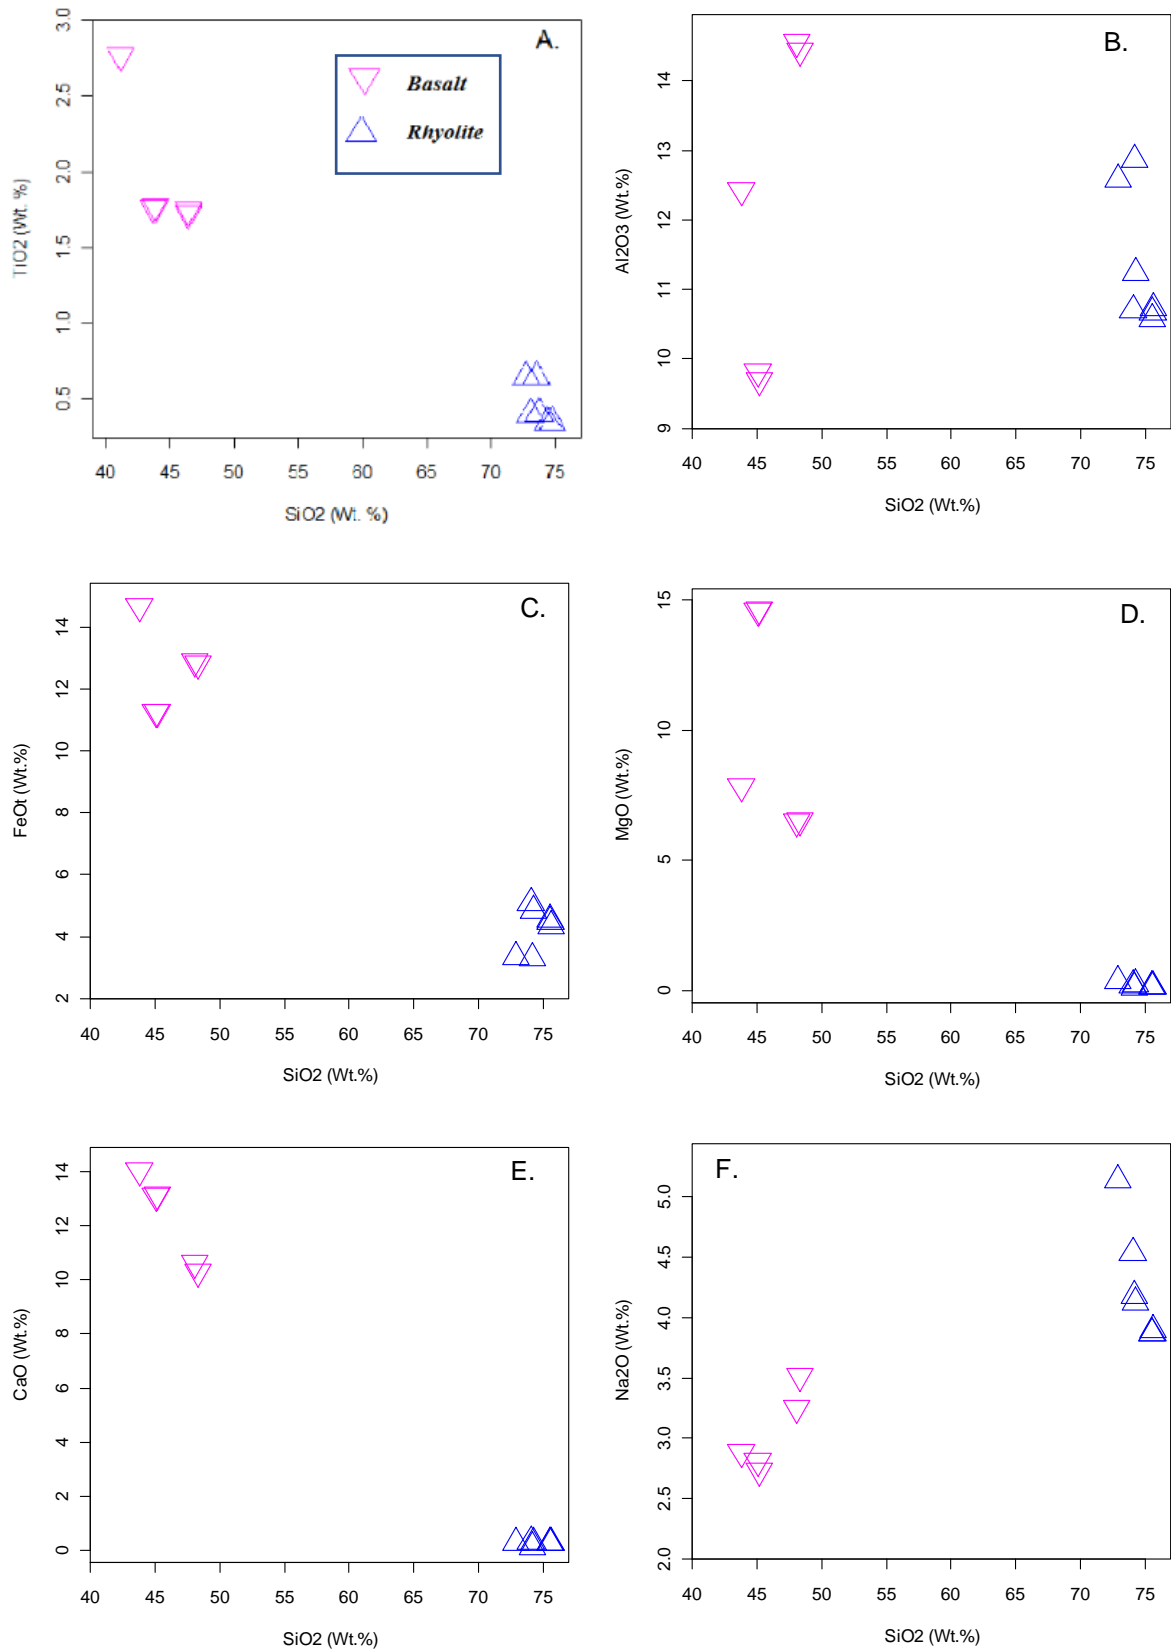 A.
Basalt
Rhyolite
TiO2 (Wt. %)
3.0
2.5
2.0
1.5
1.0
0.5
40 45 50 55 60 65 70 75
SiO2 (Wt. %)
B.
Al2O3 (Wt.%)
14
13
12
11
10
9
40 45 50 55 60 65 70 75
SiO2 (Wt.%)
C.
FeOt (Wt.%)
14
12
10
8
6
4
2
40 45 50 55 60 65 70 75
SiO2 (Wt.%)
D.
MgO (Wt.%)
15
10
5
0
40 45 50 55 60 65 70 75
SiO2 (Wt.%)
E.
CaO (Wt.%)
14
12
10
8
6
4
2
0
40 45 50 55 60 65 70 75
SiO2 (Wt.%)
F.
Na2O (Wt.%)
5.0
4.5
4.0
3.5
3.0
2.5
2.0
40 45 50 55 60 65 70 75
SiO2 (Wt.%)